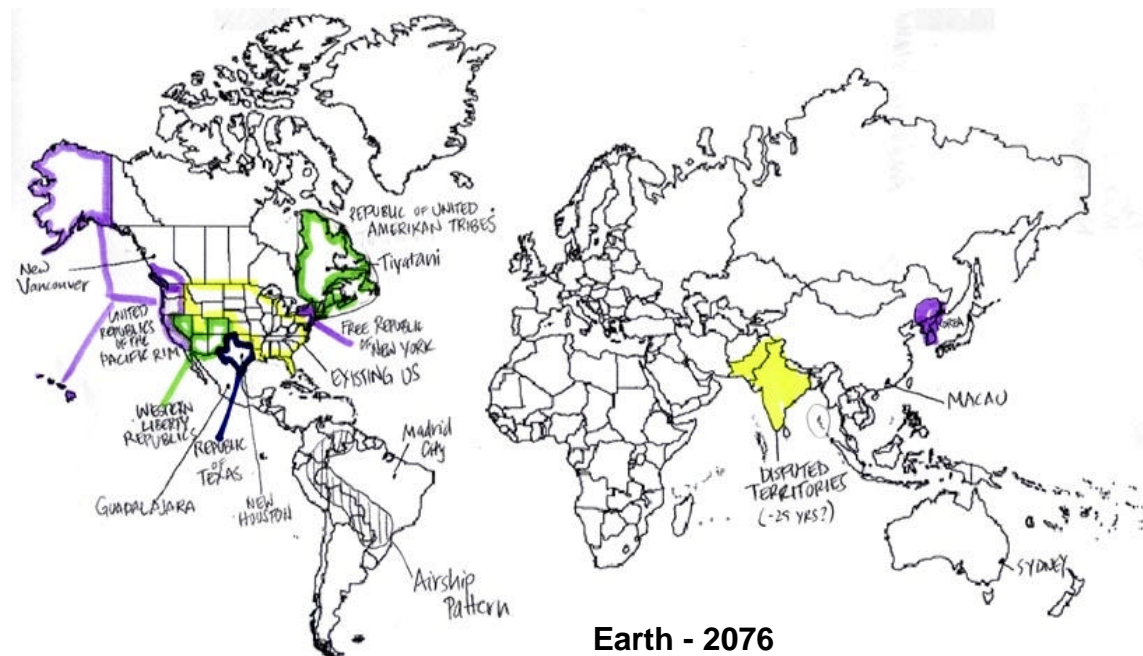 REPUBLIC OF UNITED
AMERIKAN TRIBES
Tiyatani
New
Vancouver
UNITED
REPUBLICS
OF THE
PACIFIC RIM
FREE REPUBLIC
OF NEW YORK
EXISTING US
WESTERN
LIBERTY
REPUBLICS
REPUBLIC
OF
TEXAS
GUADALAJARA
NEW
HOUSTON
Madrid
City
Airship
Pattern
KOREA
MACAU
DISPUTED
TERRITORIES
(-25 YRS?)
SYDNEY
Earth - 2076